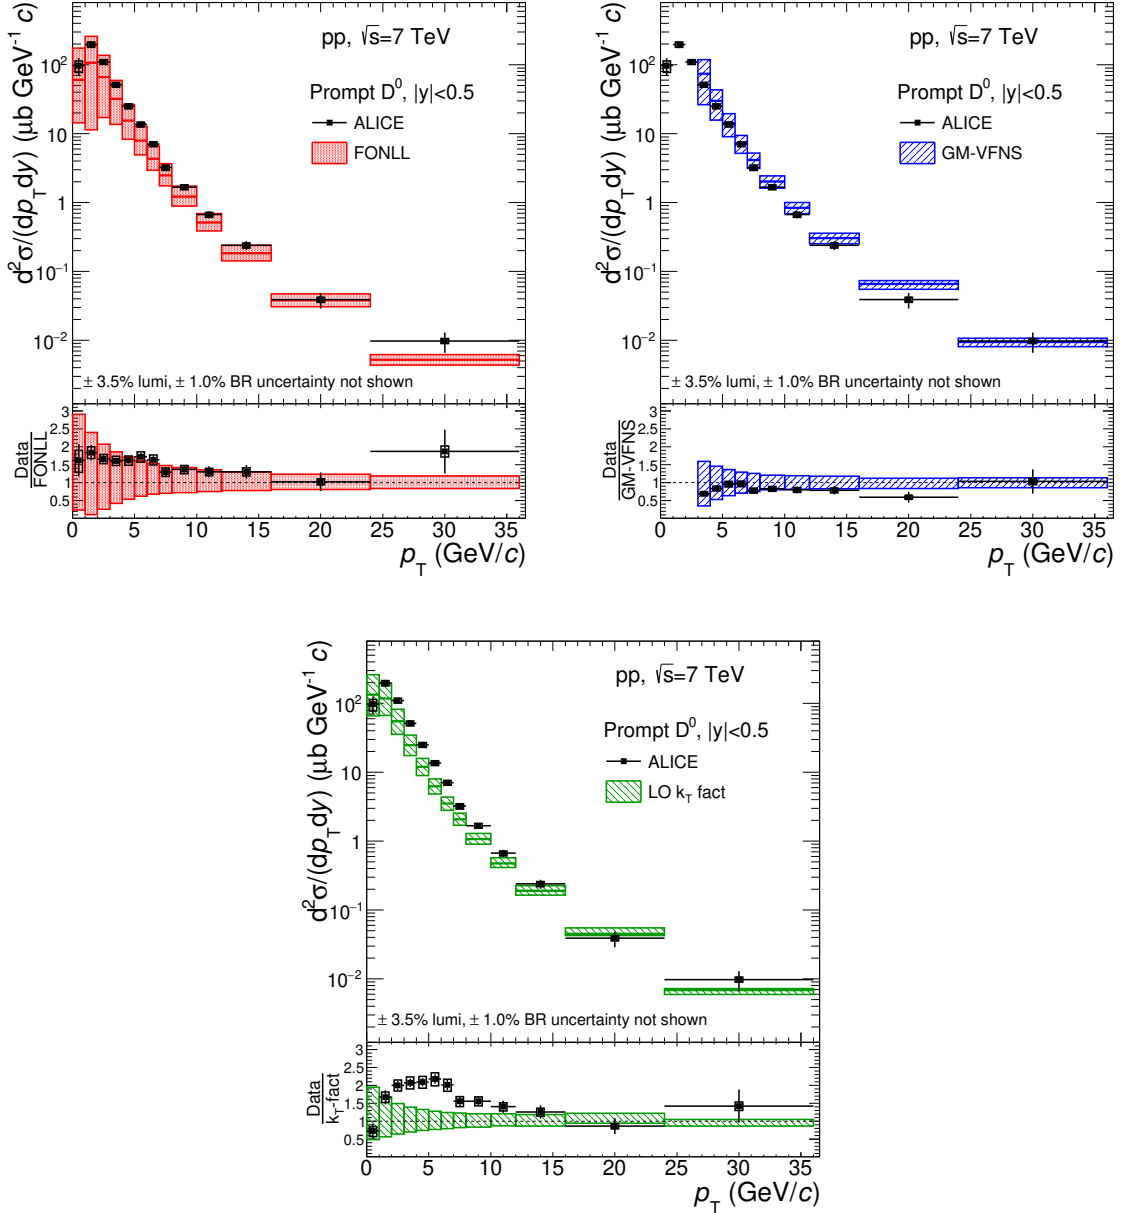 d²σ/(dp_T dy) (μb GeV⁻¹ c)
10²
10
1
10⁻¹
10⁻²
pp, √s=7 TeV
Prompt D⁰, |y|<0.5
ALICE
FONLL
± 3.5% lumi, ± 1.0% BR uncertainty not shown
Data
FONLL
3
2.5
2
1.5
1
0.5
0 5 10 15 20 25 30 35
p_T (GeV/c)
d²σ/(dp_T dy) (μb GeV⁻¹ c)
10²
10
1
10⁻¹
10⁻²
pp, √s=7 TeV
Prompt D⁰, |y|<0.5
ALICE
GM-VFNS
± 3.5% lumi, ± 1.0% BR uncertainty not shown
Data
GM-VFNS
3
2.5
2
1.5
1
0.5
0 5 10 15 20 25 30 35
p_T (GeV/c)
d²σ/(dp_T dy) (μb GeV⁻¹ c)
10²
10
1
10⁻¹
10⁻²
pp, √s=7 TeV
Prompt D⁰, |y|<0.5
ALICE
LO k_T fact
± 3.5% lumi, ± 1.0% BR uncertainty not shown
Data
k_T-fact
3
2.5
2
1.5
1
0.5
0 5 10 15 20 25 30 35
p_T (GeV/c)